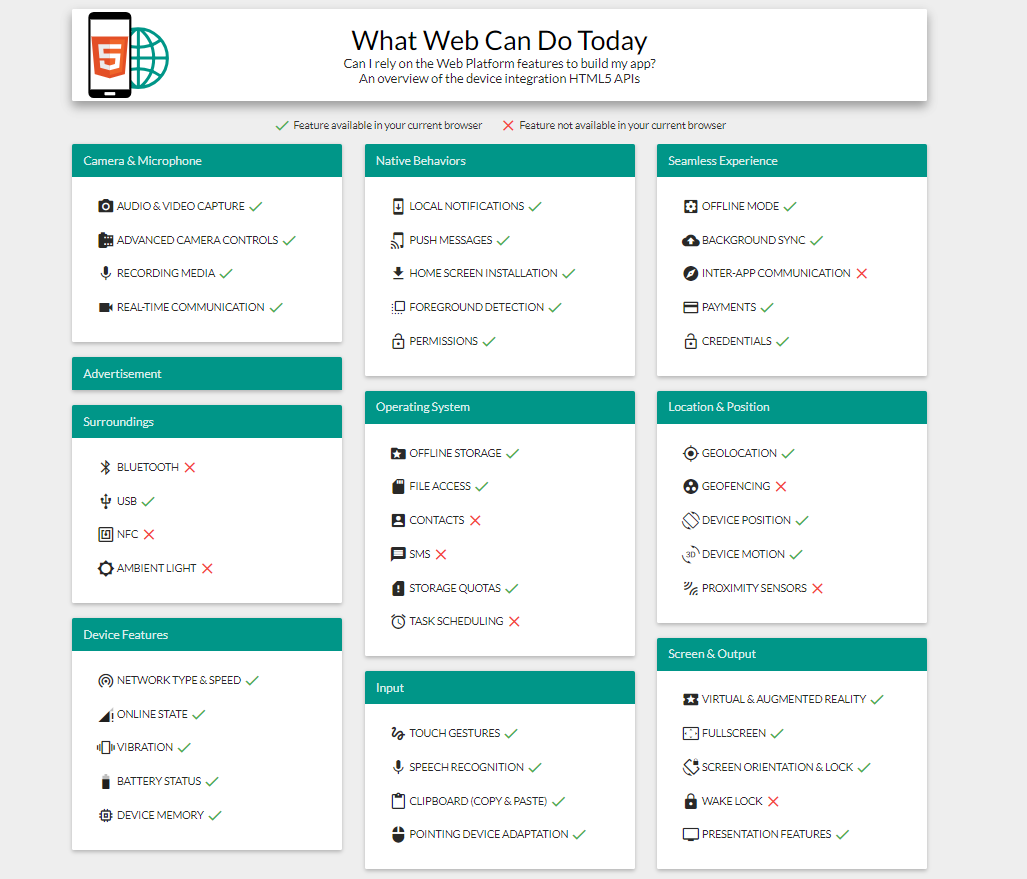 What Web Can Do Today
Can I rely on the Web Platform features to build my app?
An overview of the device integration HTML5 APIs
Feature available in your current browser
Feature not available in your current browser
Camera & Microphone
AUDIO & VIDEO CAPTURE
ADVANCED CAMERA CONTROLS
RECORDING MEDIA
REAL-TIME COMMUNICATION
Advertisement
Surroundings
BLUETOOTH
USB
NFC
AMBIENT LIGHT
Device Features
NETWORK TYPE & SPEED
ONLINE STATE
VIBRATION
BATTERY STATUS
DEVICE MEMORY
Native Behaviors
LOCAL NOTIFICATIONS
PUSH MESSAGES
HOME SCREEN INSTALLATION
FOREGROUND DETECTION
PERMISSIONS
Operating System
OFFLINE STORAGE
FILE ACCESS
CONTACTS
SMS
STORAGE QUOTAS
TASK SCHEDULING
Input
TOUCH GESTURES
SPEECH RECOGNITION
CLIPBOARD (COPY & PASTE)
POINTING DEVICE ADAPTATION
Seamless Experience
OFFLINE MODE
BACKGROUND SYNC
INTER-APP COMMUNICATION
PAYMENTS
CREDENTIALS
Location & Position
GEOLOCATION
GEOFENCING
DEVICE POSITION
3D DEVICE MOTION
PROXIMITY SENSORS
Screen & Output
VIRTUAL & AUGMENTED REALITY
FULLSCREEN
SCREEN ORIENTATION & LOCK
WAKE LOCK
PRESENTATION FEATURES